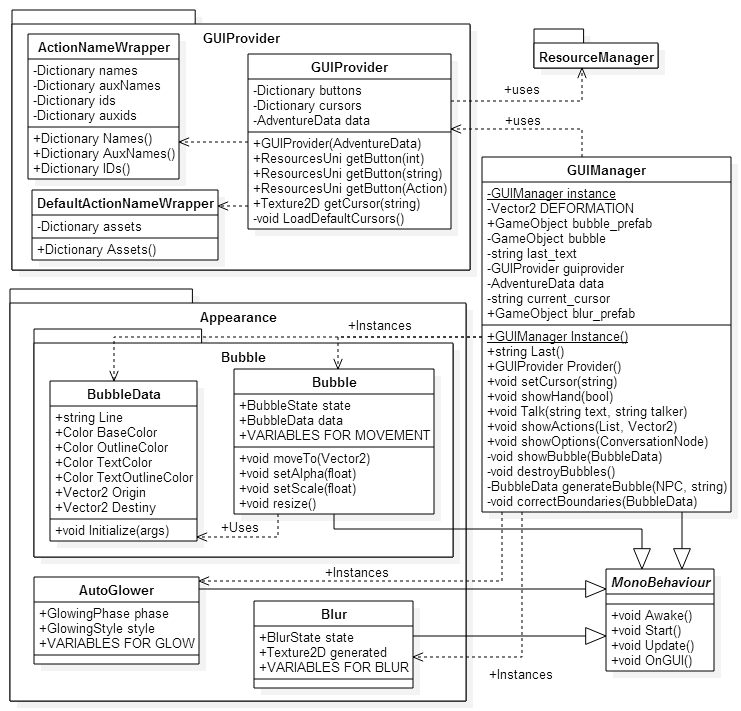 GUIProvider
ActionNameWrapper
-Dictionary names
-Dictionary auxNames
-Dictionary ids
-Dictionary auxids
+Dictionary Names()
+Dictionary AuxNames()
+Dictionary IDs()
GUIProvider
-Dictionary buttons
-Dictionary cursors
-AdventureData data
+GUIProvider(AdventureData)
+ResourcesUni getButton(int)
+ResourcesUni getButton(string)
+ResourcesUni getButton(Action)
+Texture2D getCursor(string)
-void LoadDefaultCursors()
DefaultActionNameWrapper
-Dictionary assets
+Dictionary Assets()
ResourceManager
+uses
+uses
GUIManager
-GUIManager instance
-Vector2 DEFORMATION
+GameObject bubble_prefab
-GameObject bubble
-string last_text
-GUIProvider guiprovider
-AdventureData data
-string current_cursor
+GameObject blur_prefab
+GUIManager Instance()
+string Last()
+GUIProvider Provider()
+void setCursor(string)
+void showHand(bool)
+void Talk(string text, string talker)
+void showActions(List, Vector2)
+void showOptions(ConversationNode)
-void showBubble(BubbleData)
-void destroyBubbles()
-BubbleData generateBubble(NPC, string)
-void correctBoundaries(BubbleData)
Appearance
+Instances
Bubble
BubbleData
+string Line
+Color BaseColor
+Color OutlineColor
+Color TextColor
+Color TextOutlineColor
+Vector2 Origin
+Vector2 Destiny
+void Initialize(args)
Bubble
+BubbleState state
+BubbleData data
+VARIABLES FOR MOVEMENT
+void moveTo(Vector2)
+void setAlpha(float)
+void setScale(float)
+void resize()
+Uses
+Instances
AutoGlower
+GlowingPhase phase
+GlowingStyle style
+VARIABLES FOR GLOW
Blur
+BlurState state
+Texture2D generated
+VARIABLES FOR BLUR
+Instances
MonoBehaviour
+void Awake()
+void Start()
+void Update()
+void OnGUI()